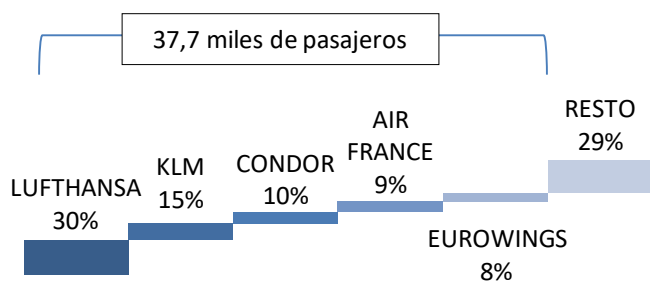 37,7 miles de pasajeros
LUFTHANSA
30%
KLM
15%
CONDOR
10%
AIR
FRANCE
9%
EUROWINGS
8%
RESTO
29%